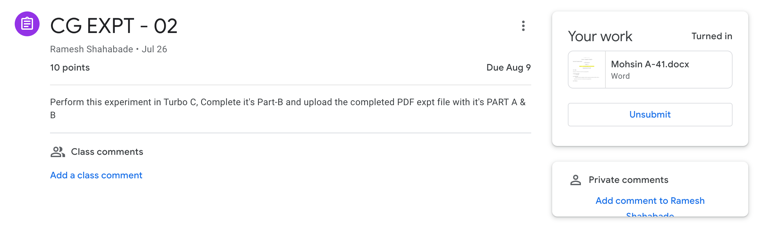 CG EXPT - 02
Ramesh Shahabade • Jul 26
10 points
Due Aug 9
Perform this experiment in Turbo C, Complete it's Part-B and upload the completed PDF expt file with it's PART A &
B
Class comments
Add a class comment
Your work
Turned in
Mohsin A-41.docx
Word
Unsubmit
Private comments
Add comment to Ramesh
Shahabade